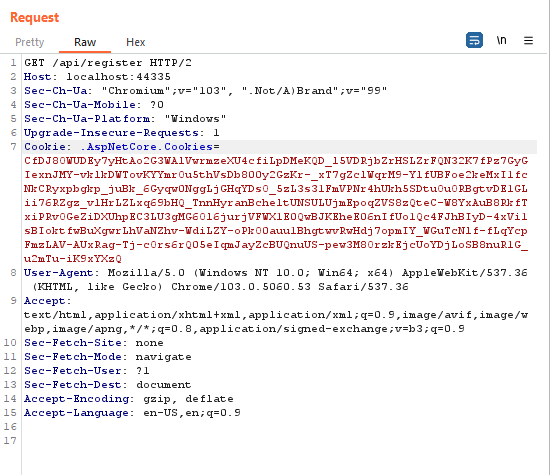 Request
Pretty Raw Hex
\n
1 GET /api/register HTTP/2
2 Host: localhost:44335
3 Sec-Ch-Ua: "Chromium";v="103", ".Not/A)Brand";v="99"
4 Sec-Ch-Ua-Mobile: ?0
5 Sec-Ch-Ua-Platform: "Windows"
6 Upgrade-Insecure-Requests: 1
7 Cookie: .AspNetCore.Cookies=
CfDJ80WUDEy7yHtAo2G3WAlVwrmzeXU4cfiLpDMeKQD_15VDRjbZrHSLZrFQN32K7fPz7GyG
IexnJMY-vklkDWTovKYYmr0u5thVsDb800y2GzKr-_xT7gZclWqrM9-YlfUBFoe2keMxIlfc
NkCRyxpbgkp_juBk_6Gyqw0NggLjGHqYDs0_5zL3s3lFmVPNr4hUkh5SDtu0u0RBgtvDElGL
ii76RZgz_vlHrLZLxq69bHQ_TnnHyranBcheltUNSULUjmEpoqZVS8zQteC-W8YxAuB8RkfT
xiPRv0GeZiDXUhpEC3LU3gMG6Ol6jurjVFWXlE0QwBJKEheE06nIfUolQc4FJhBIyD-4xVil
sBIoktfwBuXgwrLhVaNZhv-WdiLZY-oPk00auulBhgtwvRwHdj7opmIY_WGuTcNlf-fLqYcp
FmzLAV-AUxRag-Tj-c0rs6rQ05eIqmJayZcBUQnuUS-pew3M80rzkEjcUoYDjLoSB8nuRlG_
u2mTu-iK9xYXzQ
8 User-Agent: Mozilla/5.0 (Windows NT 10.0; Win64; x64) AppleWebKit/537.36
(KHTML, like Gecko) Chrome/103.0.5060.53 Safari/537.36
9 Accept:
text/html,application/xhtml+xml,application/xml;q=0.9,image/avif,image/w
ebp,image/apng,*/*;q=0.8,application/signed-exchange;v=b3;q=0.9
10 Sec-Fetch-Site: none
11 Sec-Fetch-Mode: navigate
12 Sec-Fetch-User: ?1
13 Sec-Fetch-Dest: document
14 Accept-Encoding: gzip, deflate
15 Accept-Language: en-US,en;q=0.9
16
17